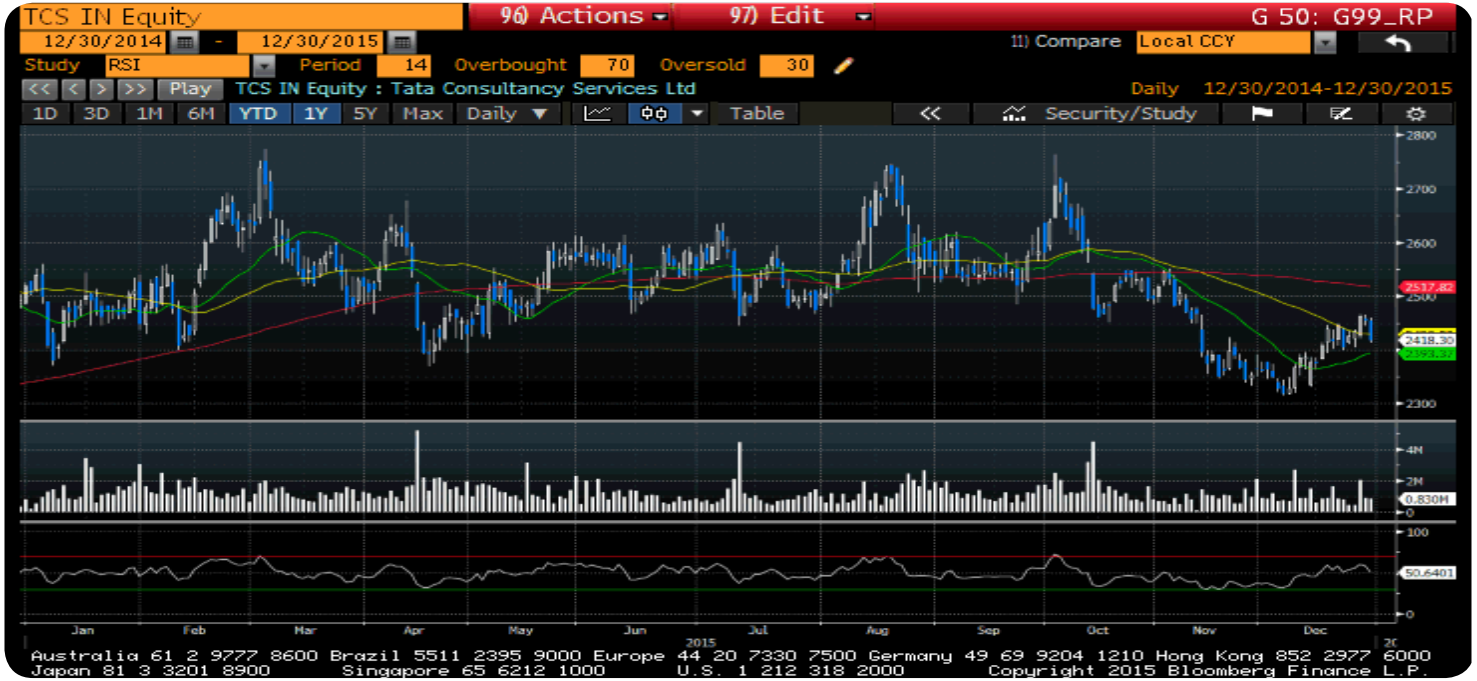 TCS IN Equity 96) Actions 97) Edit G 50: G99_RP
12/30/2014 - 12/30/2015 11) Compare Local CCY
Study RSI Period 14 Overbought 70 Oversold 30
<< < > >> Play TCS IN Equity : Tata Consultancy Services Ltd Daily 12/30/2014-12/30/2015
1D 3D 1M 6M YTD 1Y 5Y Max Daily ▼ Table << Security/Study
2800
2700
2600
2517.82
2500
2418.30
2393.37
2300
4M
2M
0.830M
0
100
50.6401
0
Jan Feb Mar Apr May Jun Jul Aug Sep Oct Nov Dec
2015
Australia 61 2 9777 8600 Brazil 5511 2395 9000 Europe 44 20 7330 7500 Germany 49 69 9204 1210 Hong Kong 852 2977 6000
Japan 81 3 3201 8900 Singapore 65 6212 1000 U.S. 1 212 318 2000 Copyright 2015 Bloomberg Finance L.P.